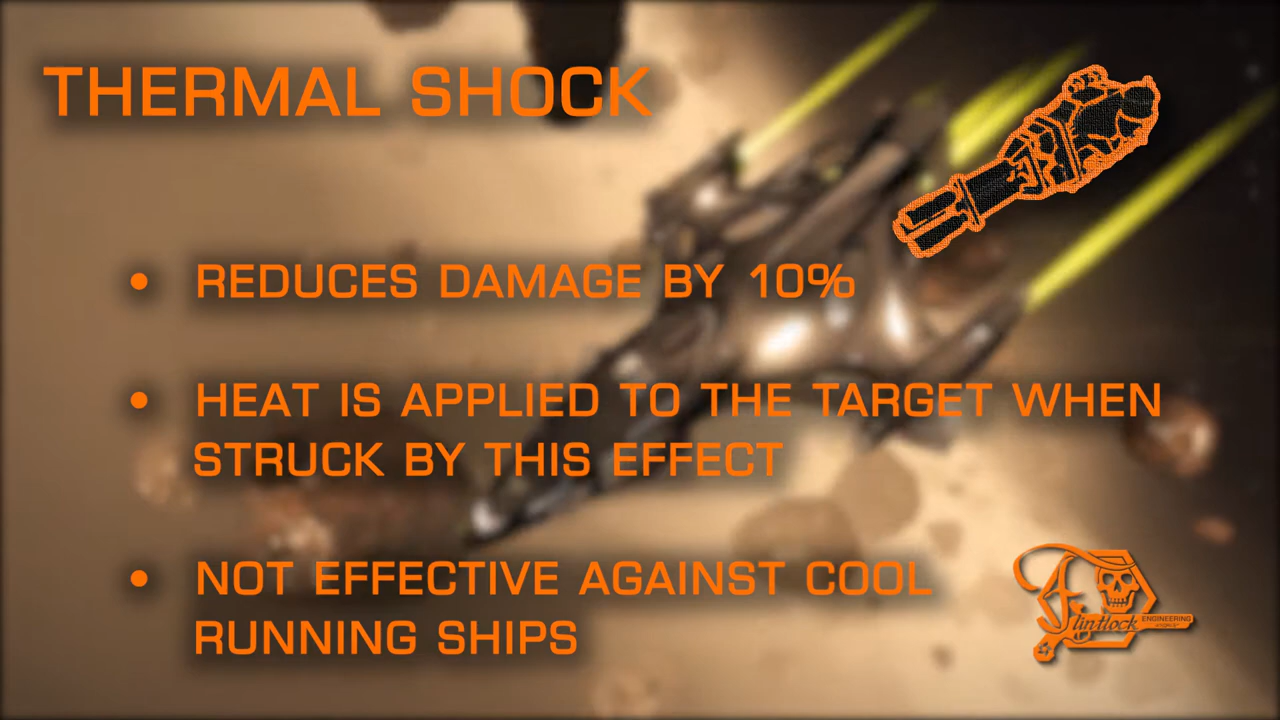 THERMAL SHOCK
• REDUCES DAMAGE BY 10%
• HEAT IS APPLIED TO THE TARGET WHEN
STRUCK BY THIS EFFECT
• NOT EFFECTIVE AGAINST COOL
RUNNING SHIPS
Flintlock
ENGINEERING